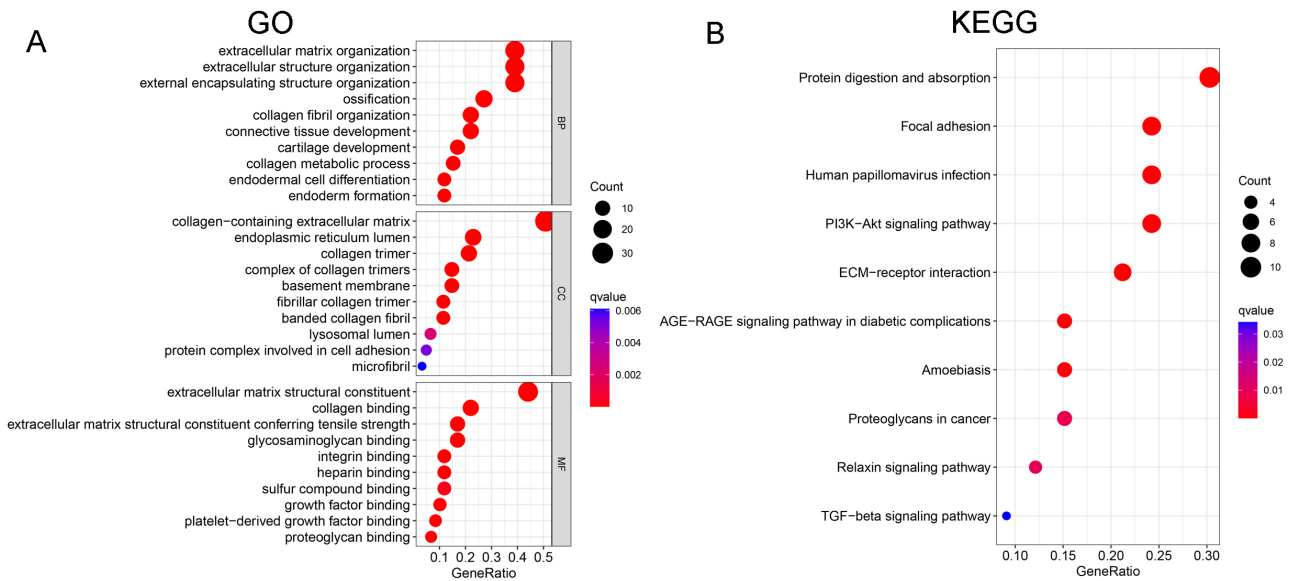 GO
A
extracellular matrix organization
extracellular structure organization
external encapsulating structure organization
ossification
collagen fibril organization
connective tissue development
cartilage development
collagen metabolic process
endodermal cell differentiation
endoderm formation
BP
collagen−containing extracellular matrix
endoplasmic reticulum lumen
collagen trimer
complex of collagen trimers
basement membrane
fibrillar collagen trimer
banded collagen fibril
lysosomal lumen
protein complex involved in cell adhesion
microfibril
CC
extracellular matrix structural constituent
collagen binding
extracellular matrix structural constituent conferring tensile strength
glycosaminoglycan binding
integrin binding
heparin binding
sulfur compound binding
growth factor binding
platelet−derived growth factor binding
proteoglycan binding
MF
0.1 0.2 0.3 0.4 0.5
GeneRatio
Count
10
20
30
qvalue
0.006
0.004
0.002
KEGG
B
Protein digestion and absorption
Focal adhesion
Human papillomavirus infection
PI3K−Akt signaling pathway
ECM−receptor interaction
AGE−RAGE signaling pathway in diabetic complications
Amoebiasis
Proteoglycans in cancer
Relaxin signaling pathway
TGF−beta signaling pathway
0.10 0.15 0.20 0.25 0.30
GeneRatio
Count
4
6
8
10
qvalue
0.03
0.02
0.01